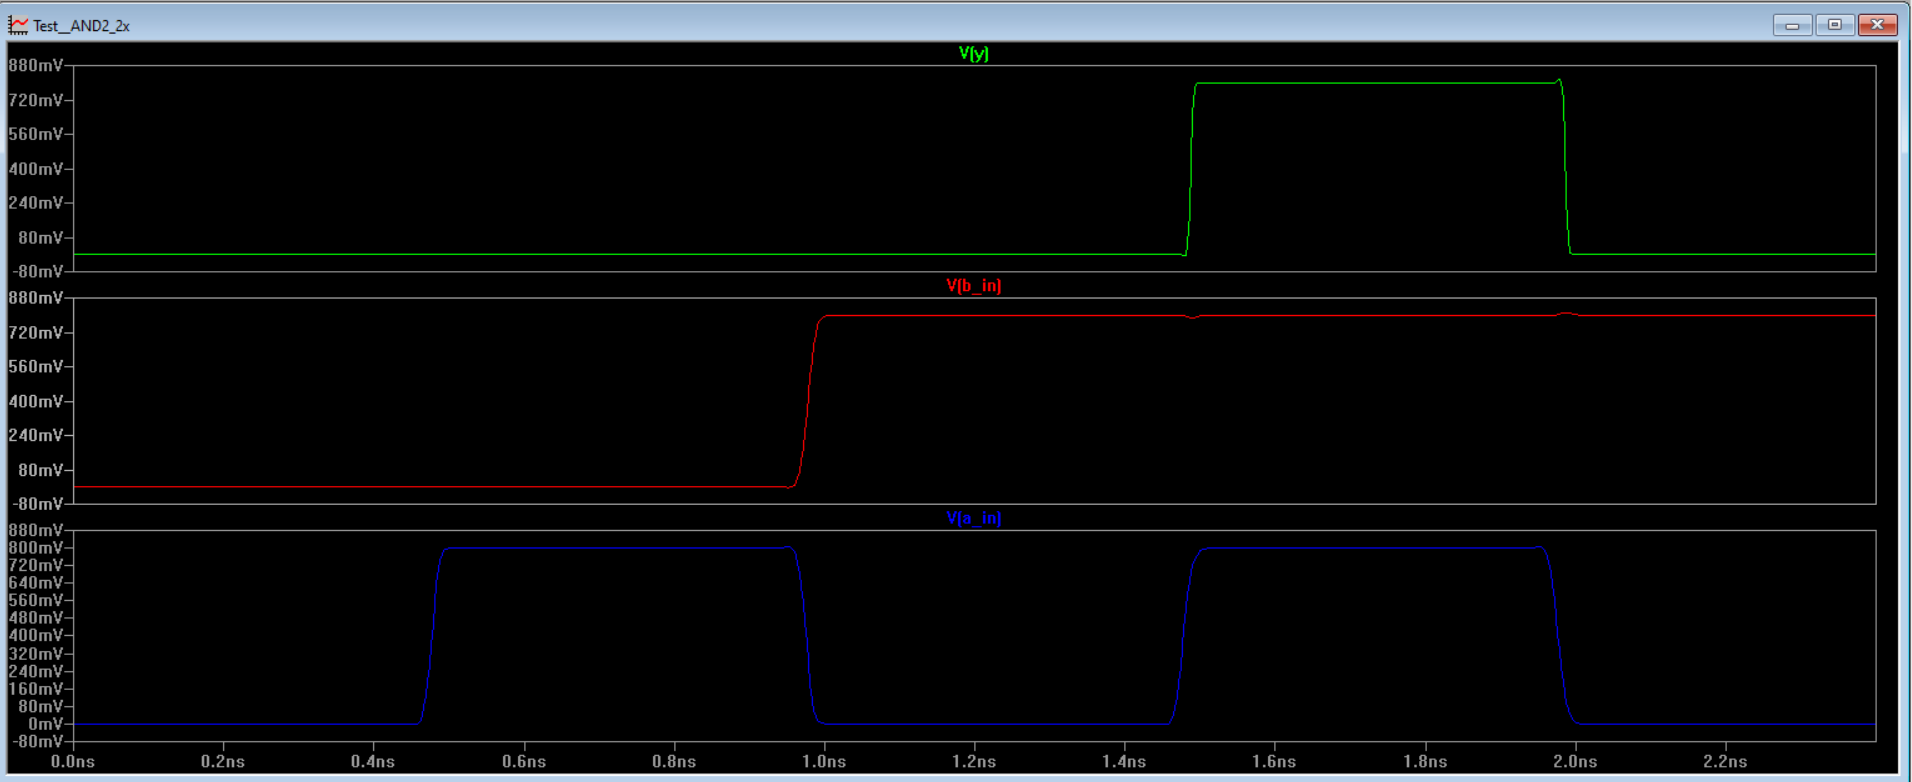 Test__AND2_2x
V(y)
880mV
720mV
560mV
400mV
240mV
80mV
-80mV
V(b_in)
880mV
720mV
560mV
400mV
240mV
80mV
-80mV
V(a_in)
880mV
800mV
720mV
640mV
560mV
480mV
400mV
320mV
240mV
160mV
80mV
0mV
-80mV
0.0ns 0.2ns 0.4ns 0.6ns 0.8ns 1.0ns 1.2ns 1.4ns 1.6ns 1.8ns 2.0ns 2.2ns